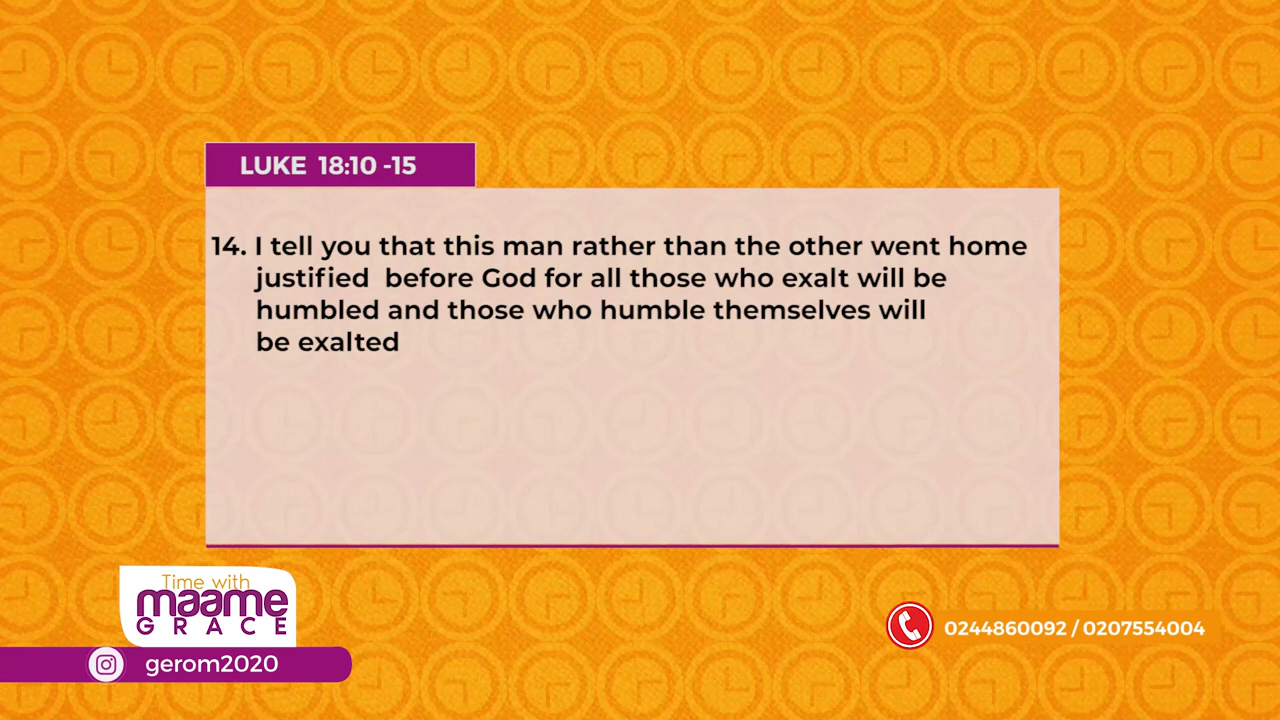 LUKE 18:10 -15
14. I tell you that this man rather than the other went home
justified before God for all those who exalt will be
humbled and those who humble themselves will
be exalted
Time with
maame
GRACE
gerom2020
0244860092 / 0207554004